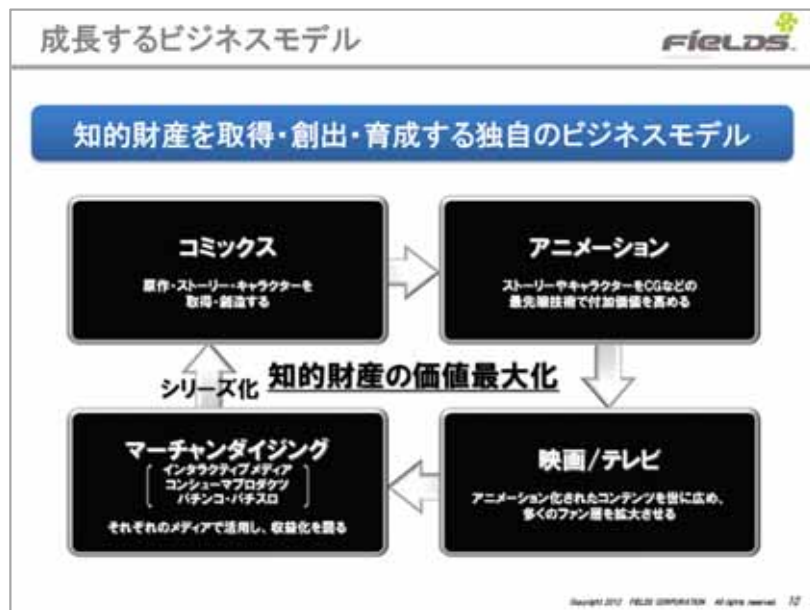 成長するビジネスモデル
FIELDS
知的財産を取得・創出・育成する独自のビジネスモデル
コミックス
原作・ストーリー・キャラクターを
取得・創造する
アニメーション
ストーリーやキャラクターをCGなどの
最先端技術で付加価値を高める
シリーズ化
知的財産の価値最大化
マーチャンダイジング
インタラクティブメディア
コンシューマプロダクツ
パチンコ・パチスロ
それぞれのメディアで活用し、収益化を図る
映画/テレビ
アニメーション化されたコンテンツを世に広め、
多くのファン層を拡大させる
Copyright 2012 FIELDS CORPORATION All rights reserved. 10